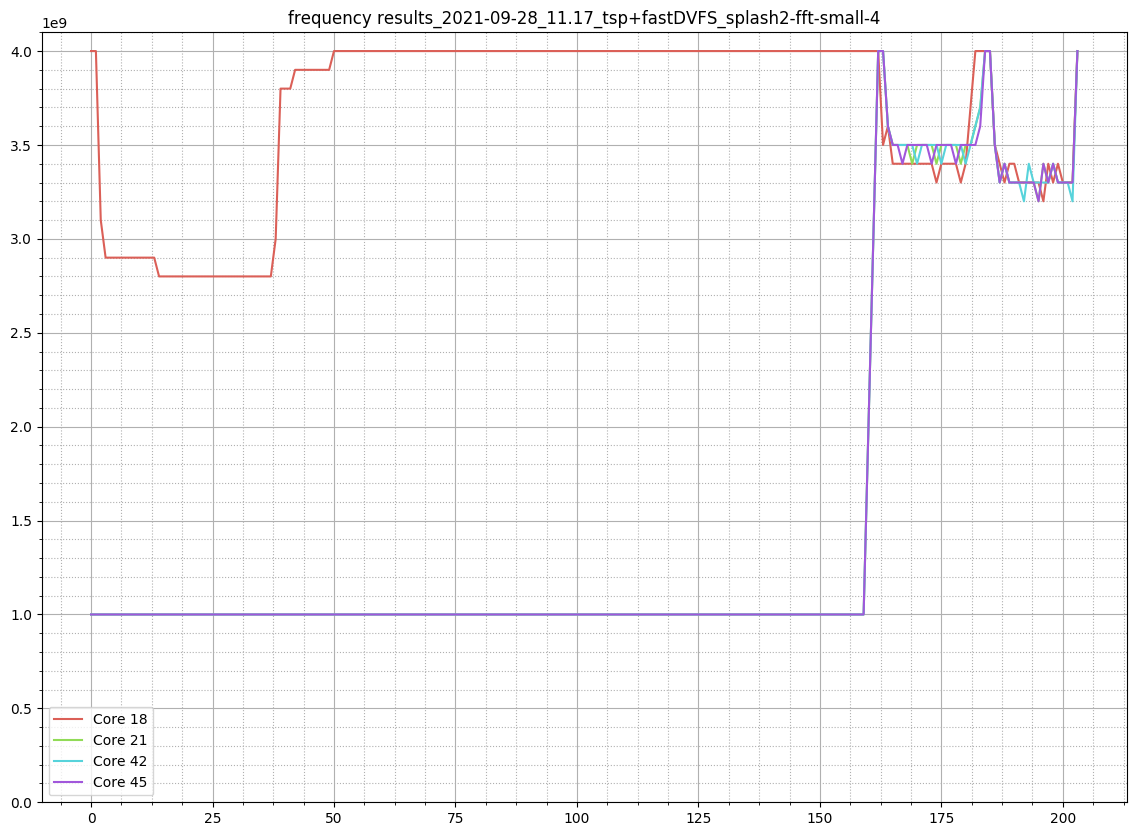 frequency results_2021-09-28_11.17_tsp+fastDVFS_splash2-fft-small-4
1e9
4.0
3.5
3.0
2.5
2.0
1.5
1.0
0.5
0.0
Core 18
Core 21
Core 42
Core 45
0 25 50 75 100 125 150 175 200